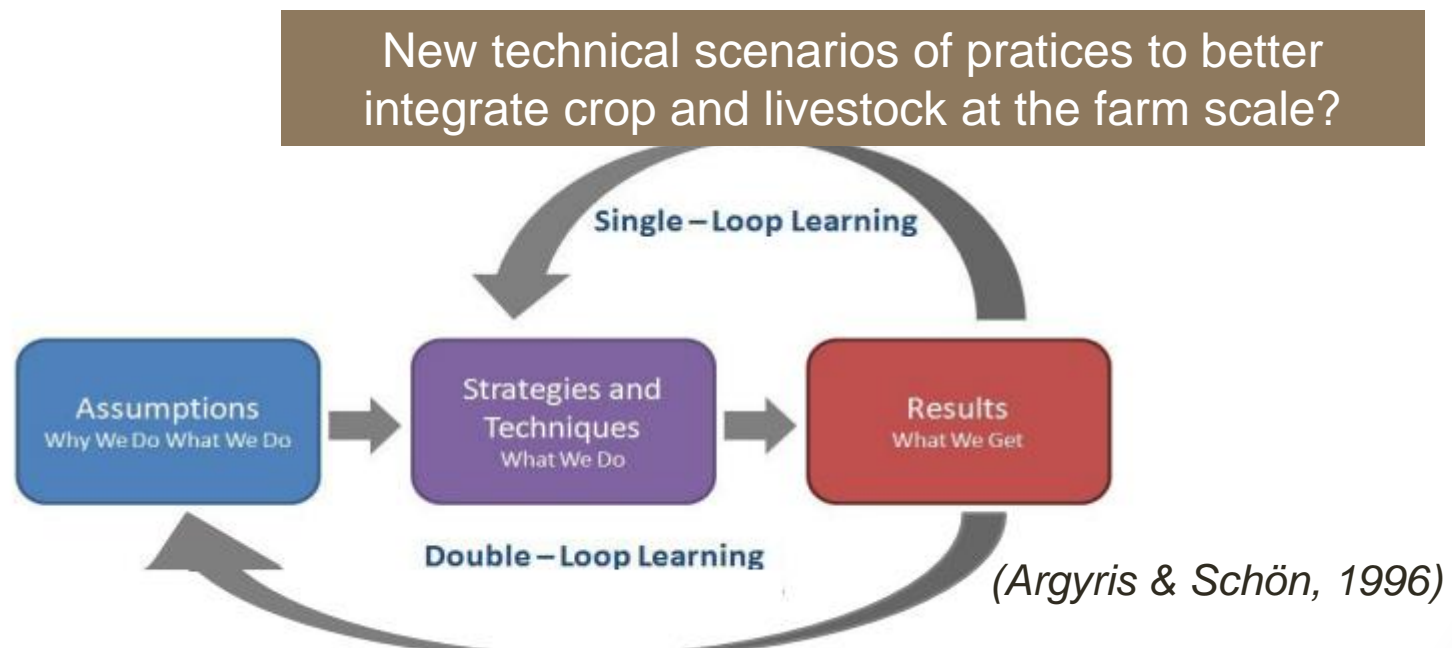 New technical scenarios of pratices to better
integrate crop and livestock at the farm scale?
Single – Loop Learning
Assumptions
Why We Do What We Do
Strategies and
Techniques
What We Do
Results
What We Get
Double – Loop Learning
(Argyris & Schön, 1996)